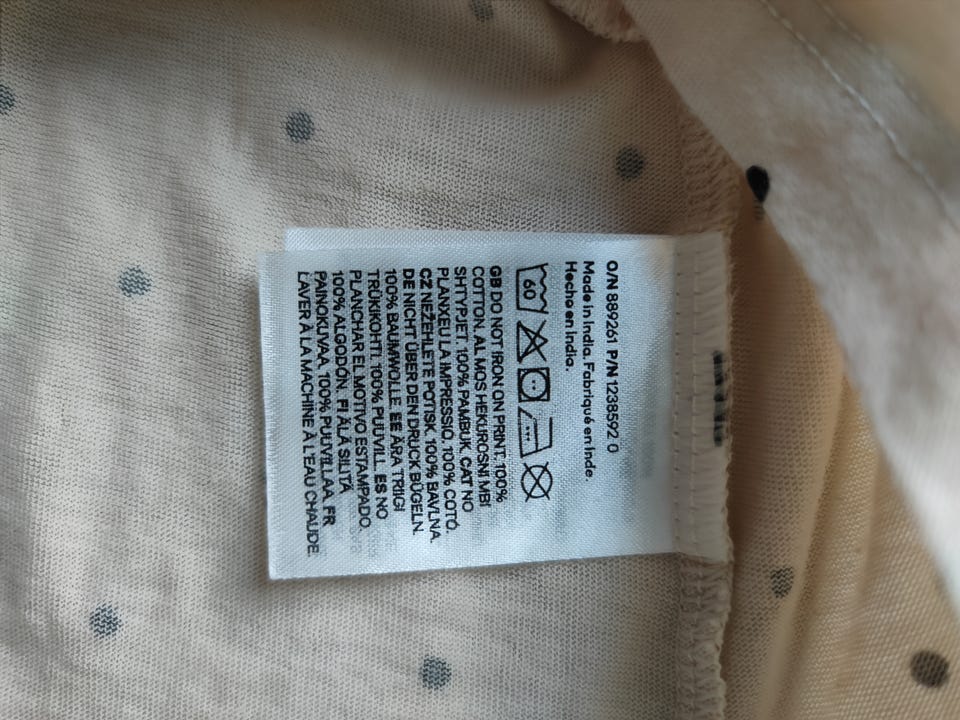 O/N 889261 P/N 1238592 0
Made in India. Fabriqué en Inde.
Hecho en India.
60
GB DO NOT IRON ON PRINT. 100%
COTTON. AL MOS HEKUROSNI MBI
SHTYPJET. 100% PAMBUK. CAT NO
PLANXEU LA IMPRESSIÓ. 100% COTÓ.
CZ NEŽEHLETE POTISK. 100% BAVLNA.
DE NICHT ÜBER DEN DRUCK BÜGELN.
100% BAUMWOLLE. EE ÄRA TRIIGI
TRÜKIKOHTI. 100% PUUVILL. ES NO
PLANCHAR EL MOTIVO ESTAMPADO.
100% ALGODÓN. FI ÄLÄ SILITÄ
PAINOKUVAA. 100% PUUVILLAA. FR
LAVER À LA MACHINE À L'EAU CHAUDE.